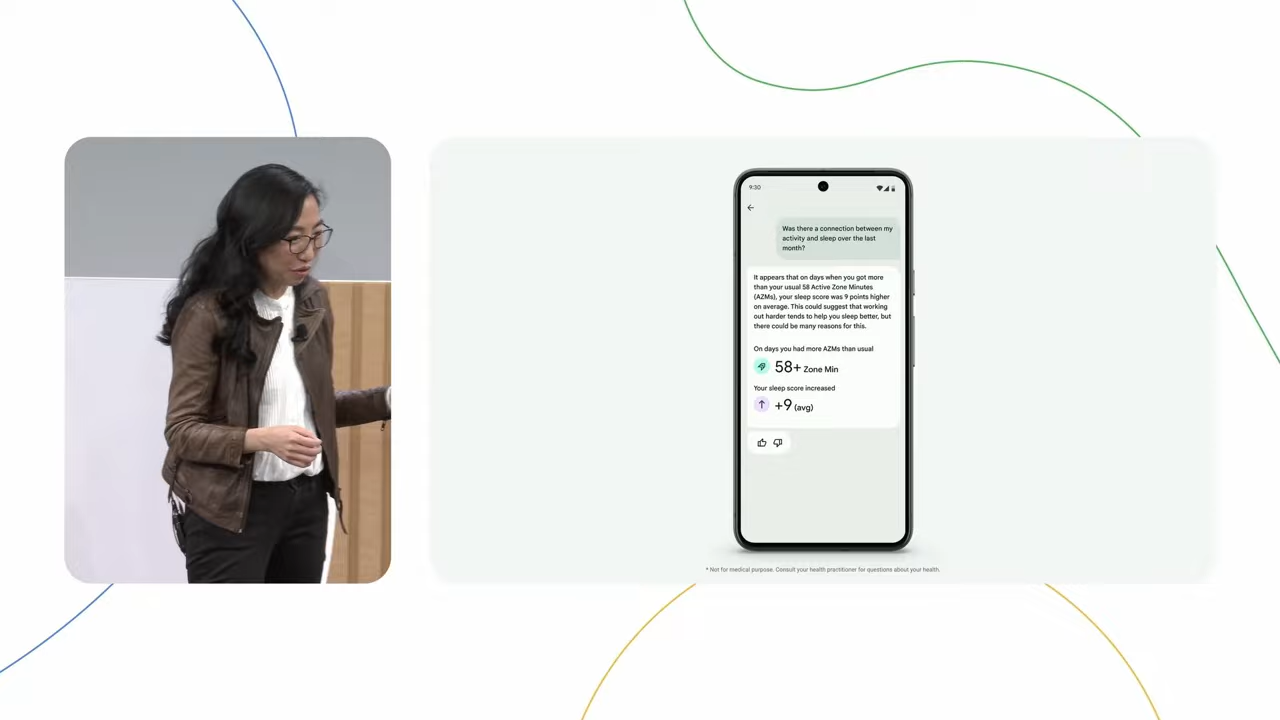 9:30
Was there a connection between my
activity and sleep over the last
month?
It appears that on days when you got more
than your usual 58 Active Zone Minutes
(AZMs), your sleep score was 9 points higher
on average. This could suggest that working
out harder tends to help you sleep better, but
there could be many reasons for this.
On days you had more AZMs than usual
58+ Zone Min
Your sleep score increased
+9 (avg)
* Not for medical purpose. Consult your health practitioner for questions about your health.